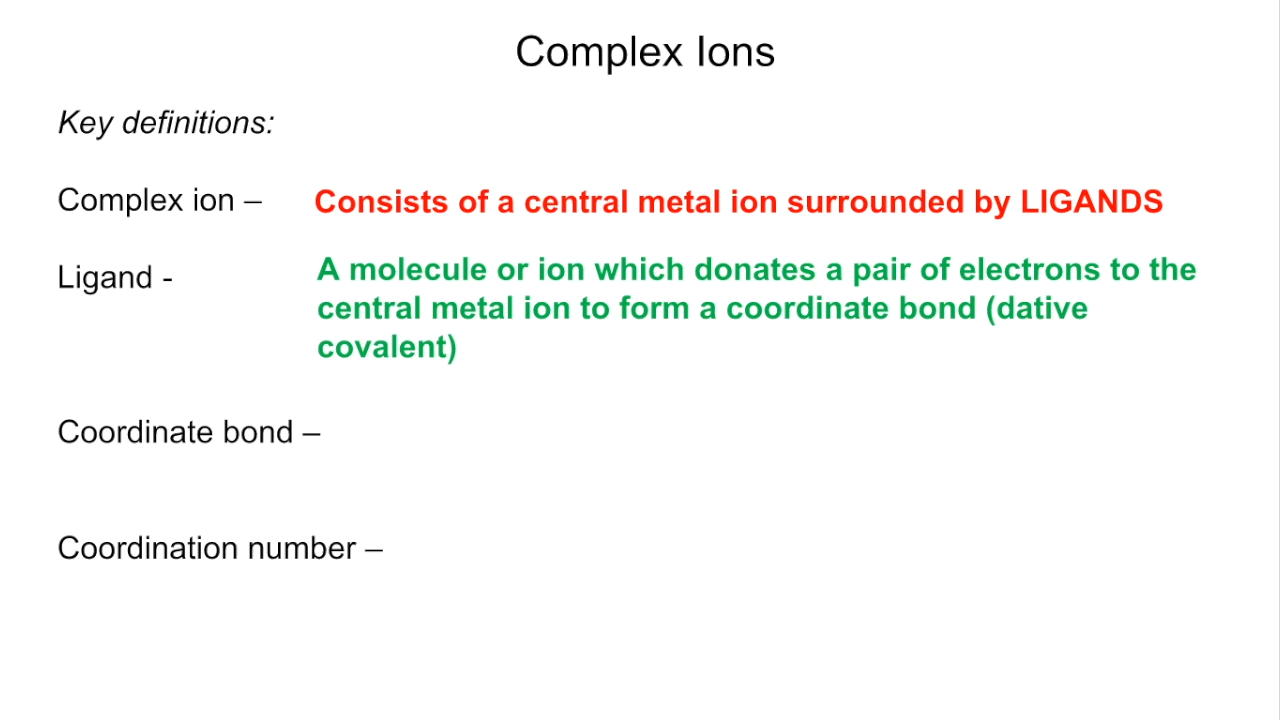 Complex Ions
Key definitions:
Complex ion – Consists of a central metal ion surrounded by LIGANDS
Ligand - A molecule or ion which donates a pair of electrons to the
central metal ion to form a coordinate bond (dative
covalent)
Coordinate bond –
Coordination number –